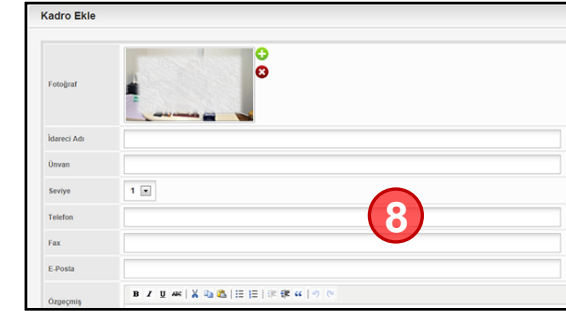 Kadro Ekle
Fotoğraf
İdareci Adı
Ünvan
Seviye
1
Telefon
8
Fax
E-Posta
Özgeçmiş
B I U ABC